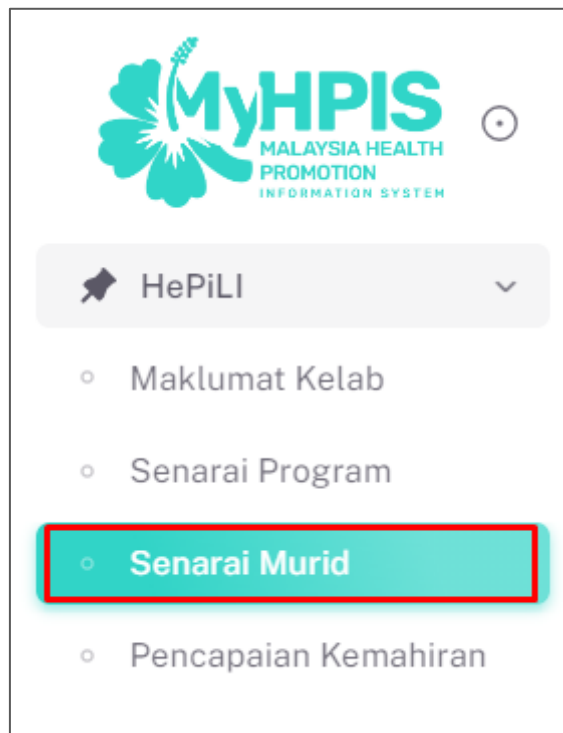 MyHPIS
MALAYSIA HEALTH
PROMOTION
INFORMATION SYSTEM
HePiLI
Maklumat Kelab
Senarai Program
Senarai Murid
Pencapaian Kemahiran